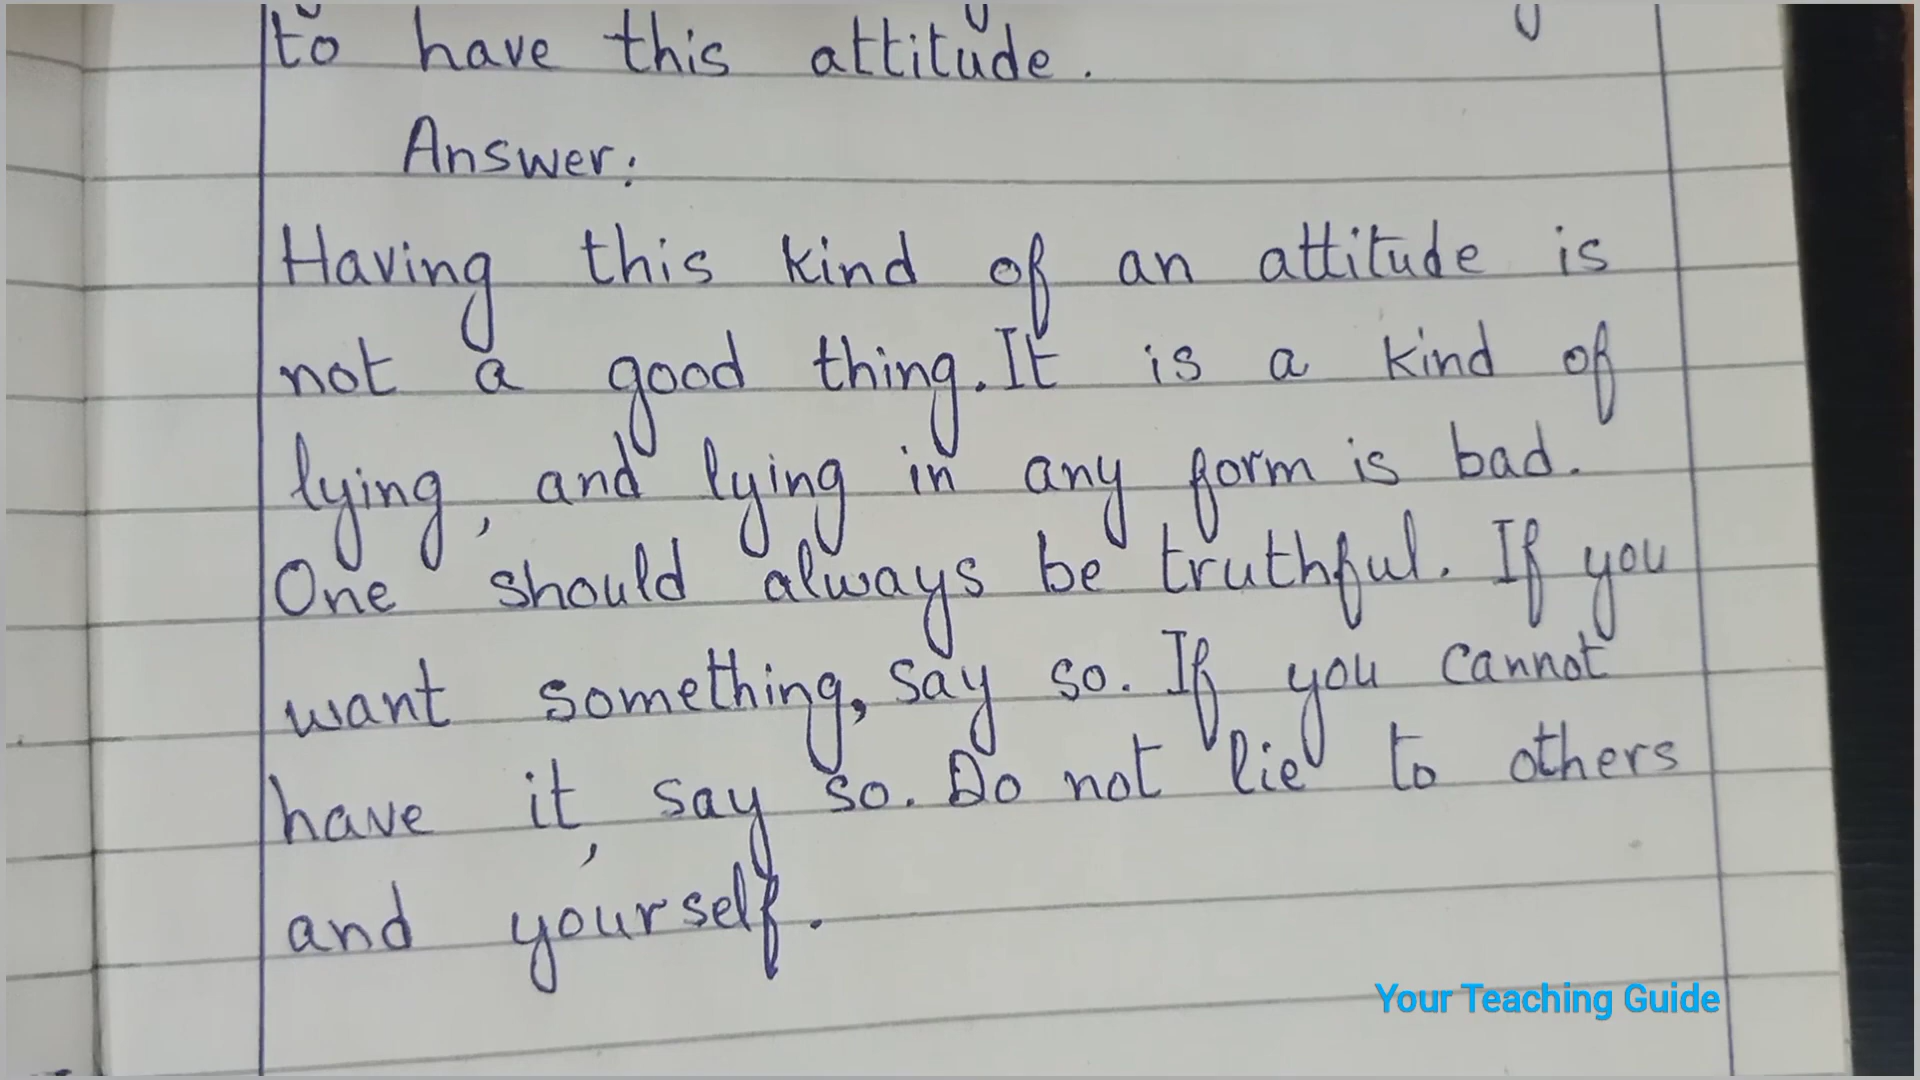 to have this attitude.
Answer:
Having this kind of an attitude is
not a good thing. It is a kind of
lying, and lying in any form is bad.
One should always be truthful. If you
want something, say so. If you cannot
have it, say so. Do not lie to others
and yourself.
Your Teaching Guide